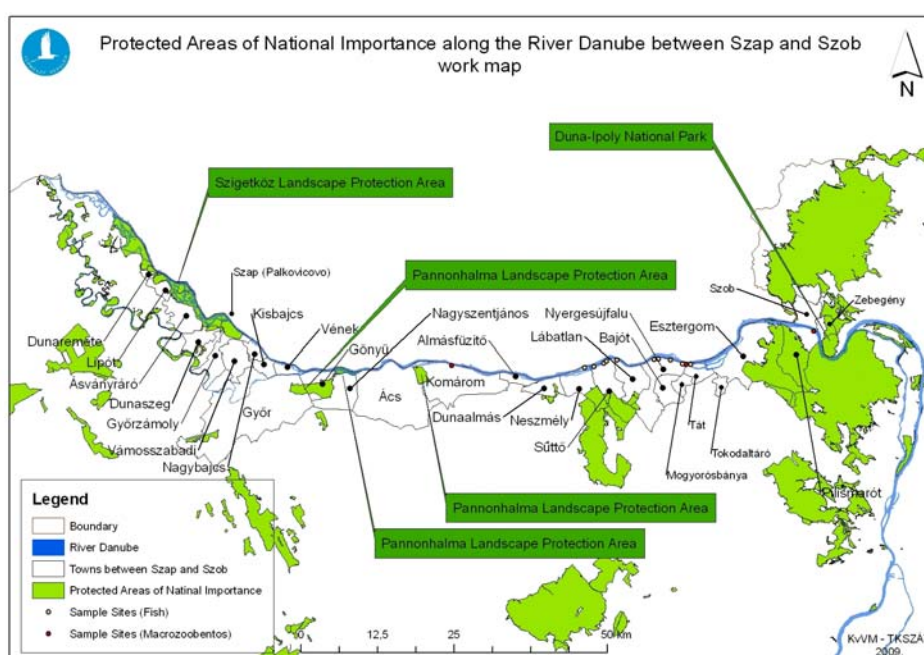 Protected Areas of National Importance along the River Danube between Szap and Szob
work map
N
Duna-Ipoly National Park
Szigetköz Landscape Protection Area
Pannonhalma Landscape Protection Area
Szap (Palkovicovo)
Kisbajcs
Vének
Gönyű
Nagyszentjános
Almásfüzitő
Nyergesújfalu
Lábatlan
Bajót
Esztergom
Szob
Zebegény
Dunaremete
Lipót
Ásványráró
Dunaszeg
Győrzámoly
Vámosszabadi
Nagybajcs
Győr
Ács
Komárom
Dunaalmás
Neszmély
Süttő
Tát
Tokodaltáró
Mogyorósbánya
Pilismarót
Pannonhalma Landscape Protection Area
Pannonhalma Landscape Protection Area
Legend
Boundary
River Danube
Towns between Szap and Szob
Protected Areas of Natinal Importance
Sample Sites (Fish)
Sample Sites (Macrozoobentos)
0 12,5 25 50 km
KvVM - TKSZÁ
2009.